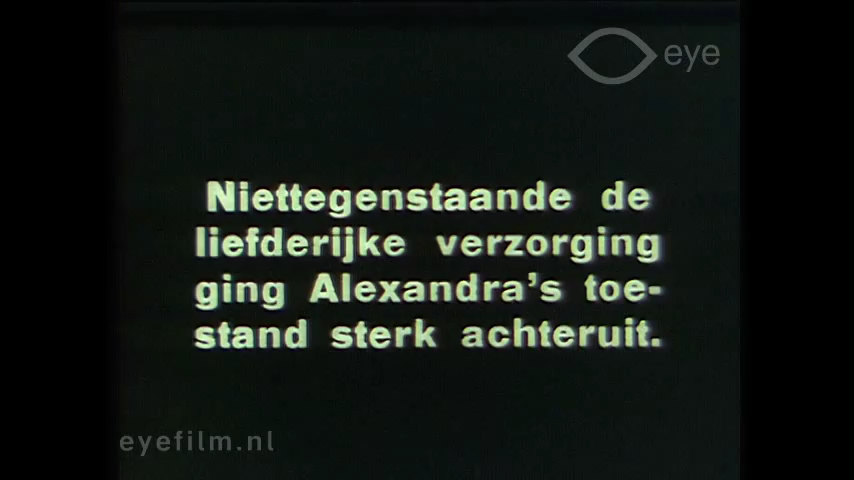 eye
Niettegenstaande de
liefderijke verzorging
ging Alexandra's toe-
stand sterk achteruit.
eyefilm.nl